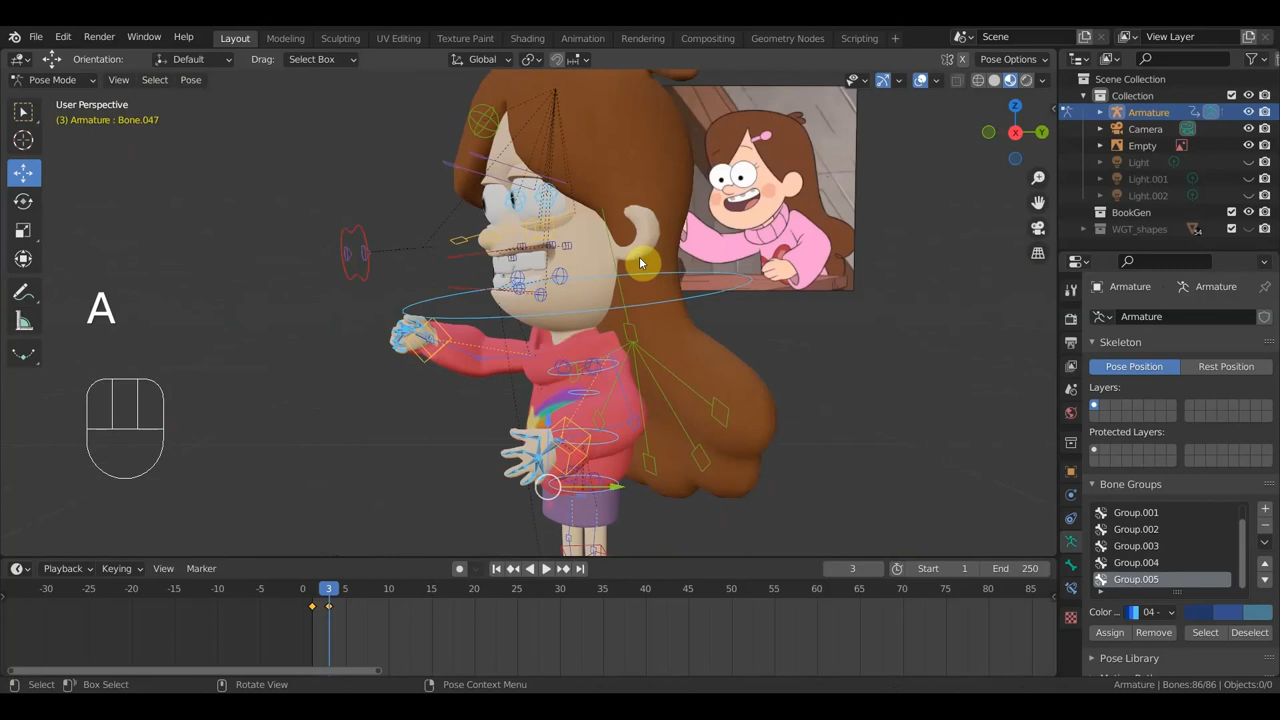 File Edit Render Window Help Layout Modeling Sculpting UV Editing Texture Paint Shading Animation Rendering Compositing Geometry Nodes Scripting + Scene View Layer
Orientation: Default Drag: Select Box Global X Pose Options
Pose Mode View Select Pose
User Perspective
(3) Armature : Bone.047
Z
Y
X
A
Scene Collection
Collection
Armature
Camera
Empty
Light
Light.001
Light.002
BookGen
WGT_shapes
Armature Armature
Armature
Skeleton
Pose Position Rest Position
Layers:
Protected Layers:
Bone Groups
Group.001
Group.002
Group.003
Group.004
Group.005
Color... 04 -
Assign Remove Select Deselect
Pose Library
Playback Keying View Marker 3 Start 1 End 250
-30 -25 -20 -15 -10 -5 0 3 5 10 15 20 25 30 35 40 45 50 55 60 65 70 75 80 85
Select Box Select Rotate View Pose Context Menu Armature | Bones:86/86 | Objects:0/0